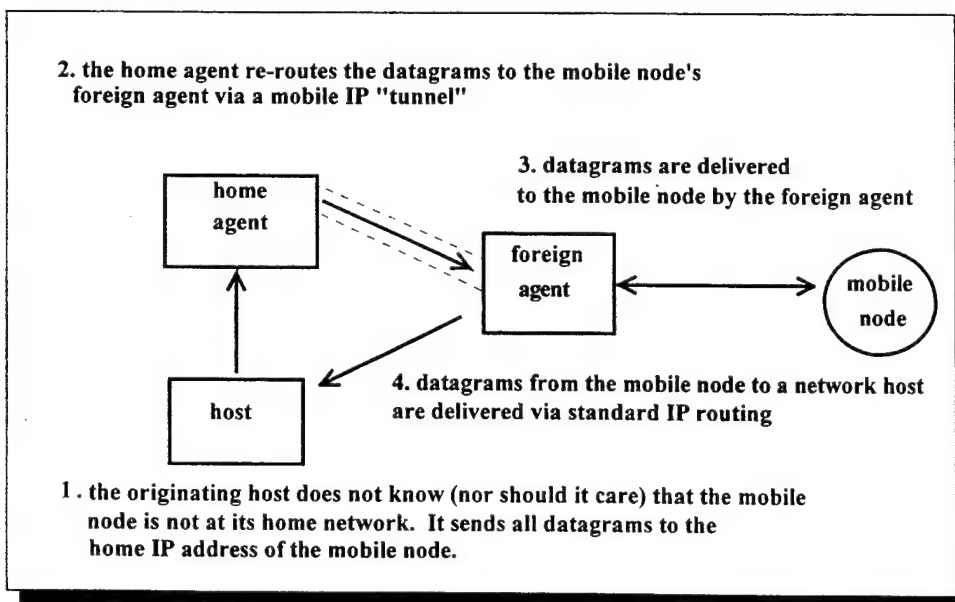 2. the home agent re-routes the datagrams to the mobile node's
foreign agent via a mobile IP "tunnel"
3. datagrams are delivered
to the mobile node by the foreign agent
home
agent
foreign
agent
mobile
node
host
4. datagrams from the mobile node to a network host
are delivered via standard IP routing
1. the originating host does not know (nor should it care) that the mobile
node is not at its home network. It sends all datagrams to the
home IP address of the mobile node.